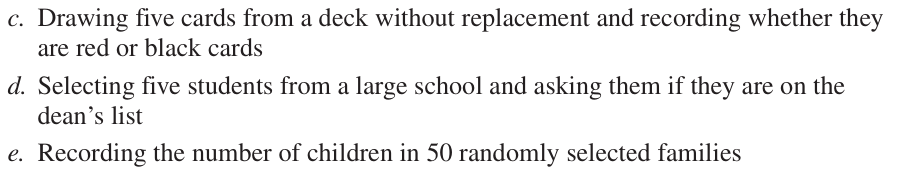 c. Drawing five cards from a deck without replacement and recording whether they
are red or black cards
d. Selecting five students from a large school and asking them if they are on the
dean’s list
e. Recording the number of children in 50 randomly selected families